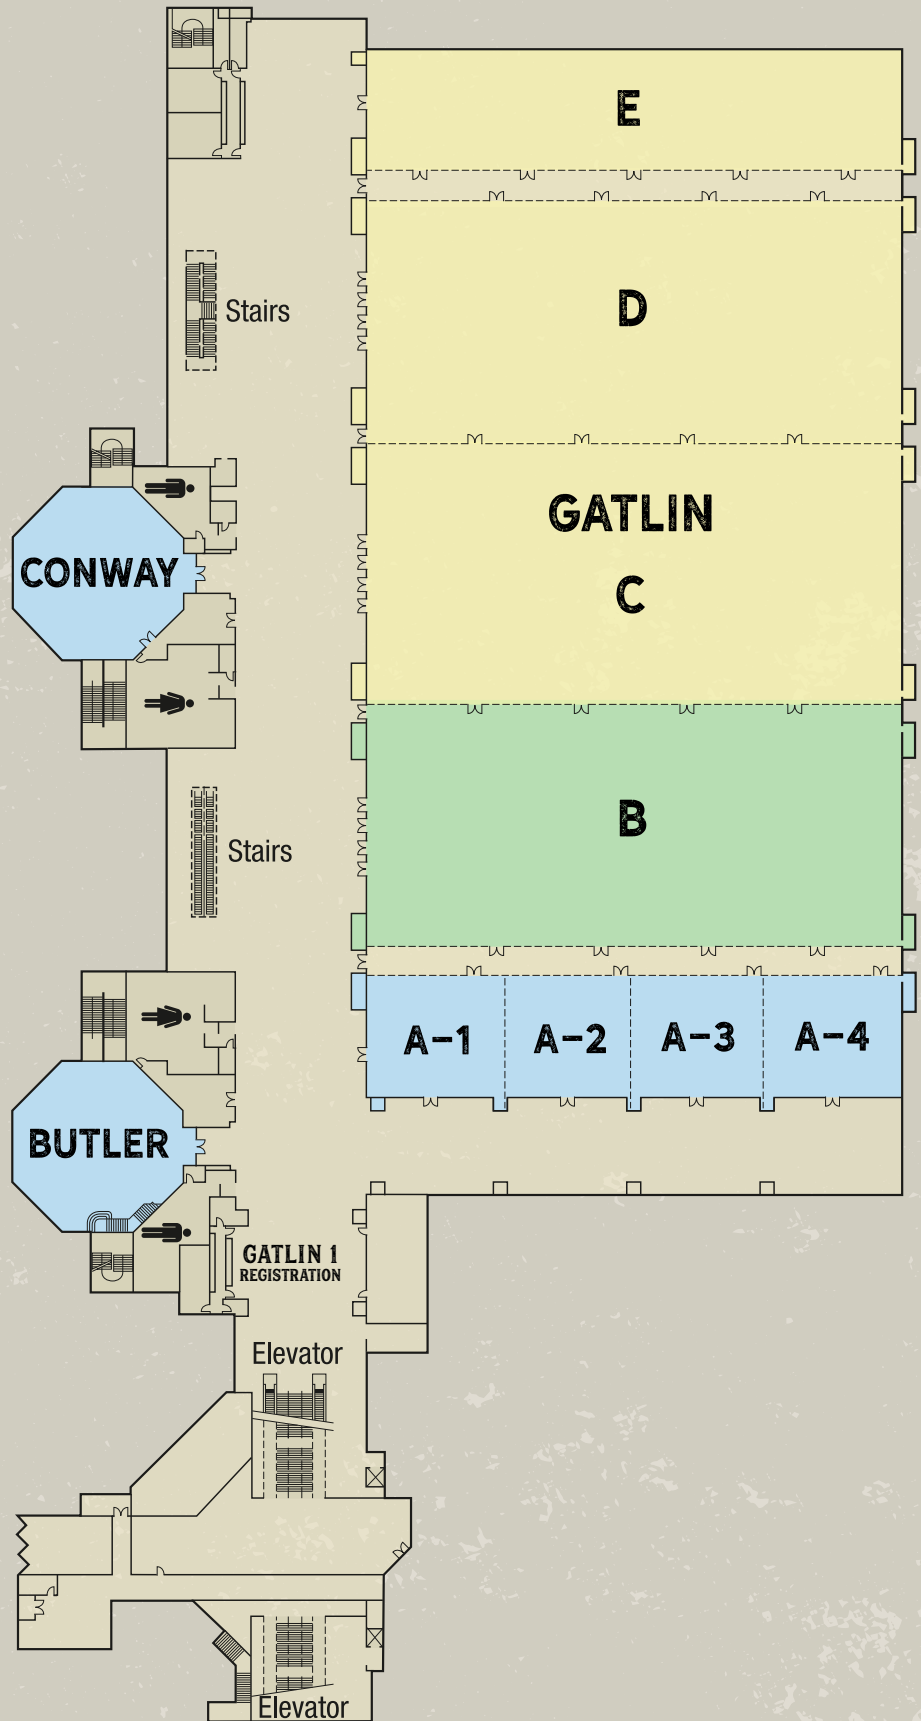 E
D
Stairs
GATLIN
C
CONWAY
B
Stairs
A-1
A-2
A-3
A-4
BUTLER
GATLIN 1
REGISTRATION
Elevator
Elevator